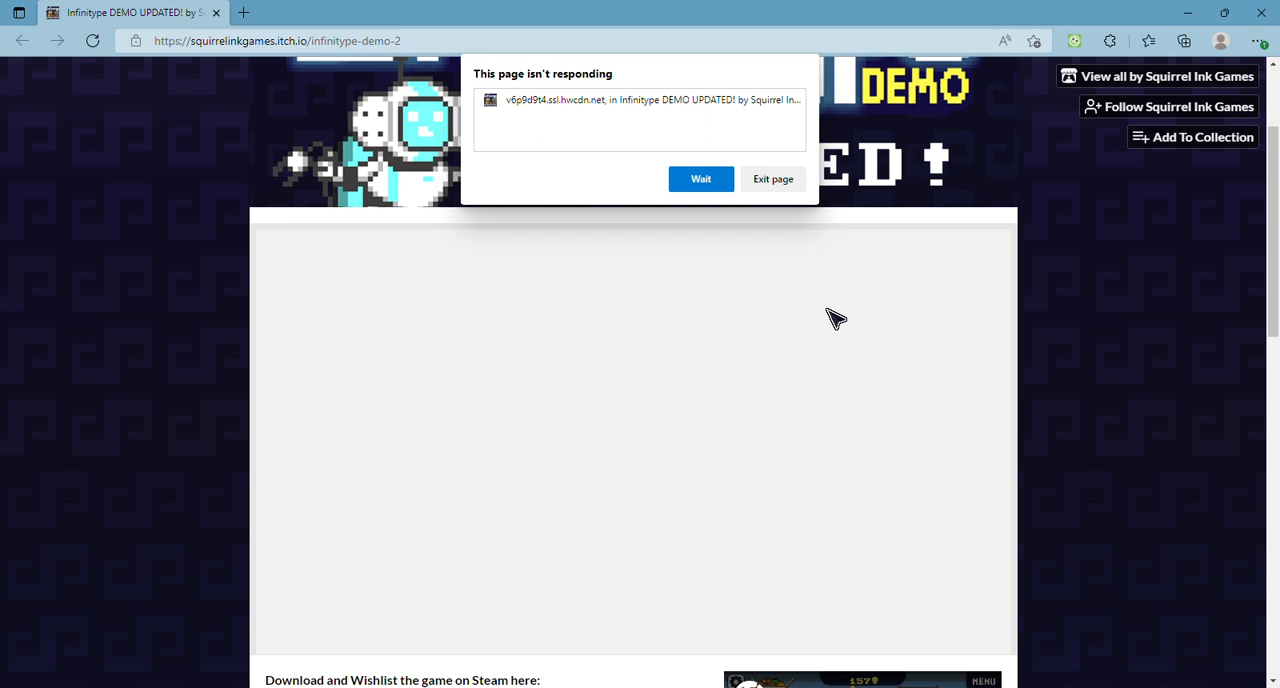 Infinitype DEMO UPDATED! by S
https://squirrelinkgames.itch.io/infinitype-demo-2
This page isn't responding
v6p9d9t4.ssl.hwcdn.net, in Infinitype DEMO UPDATED! by Squirrel In...
Wait
Exit page
DEMO
ED!
View all by Squirrel Ink Games
Follow Squirrel Ink Games
Add To Collection
Download and Wishlist the game on Steam here:
157
MENU